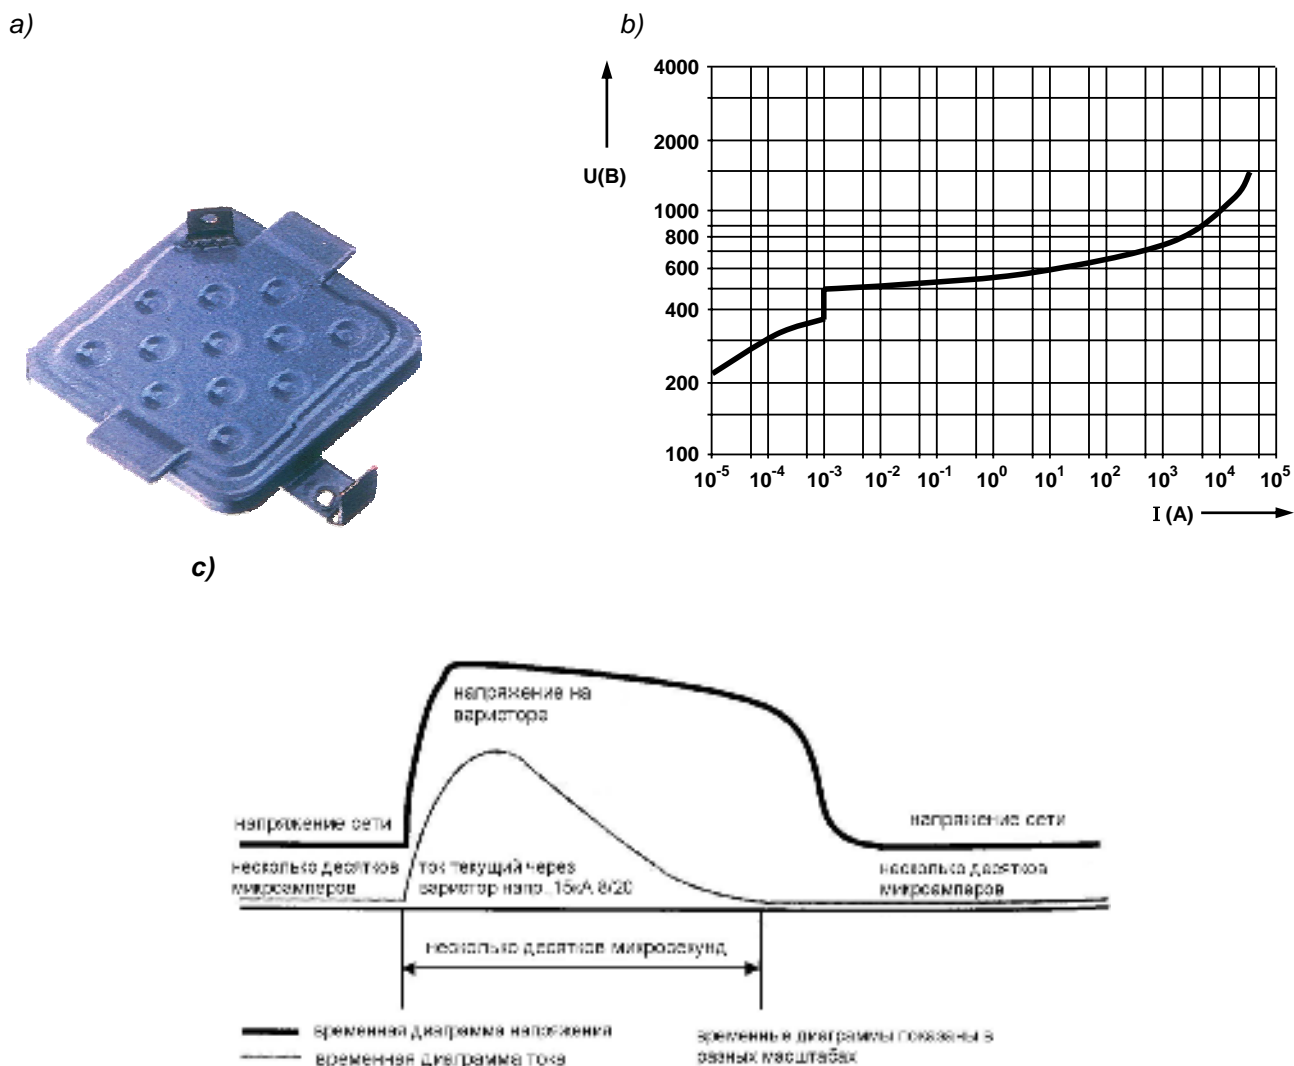 a)
b)
4000
2000
U(В)
1000
800
600
400
200
100
10-5 10-4 10-3 10-2 10-1 100 101 102 103 104 105
I (A)
c)
напряжение на
варистора
напряжение сети
напряжение сети
несколько десятков
микроамперов
ток текущий через
варистор напр. 15кА 8/20
несколько десятков
микроамперов
несколько десятков микросекунд
временная диаграмма напряжения
временная диаграмма тока
временные диаграммы показаны в
разных масштабах